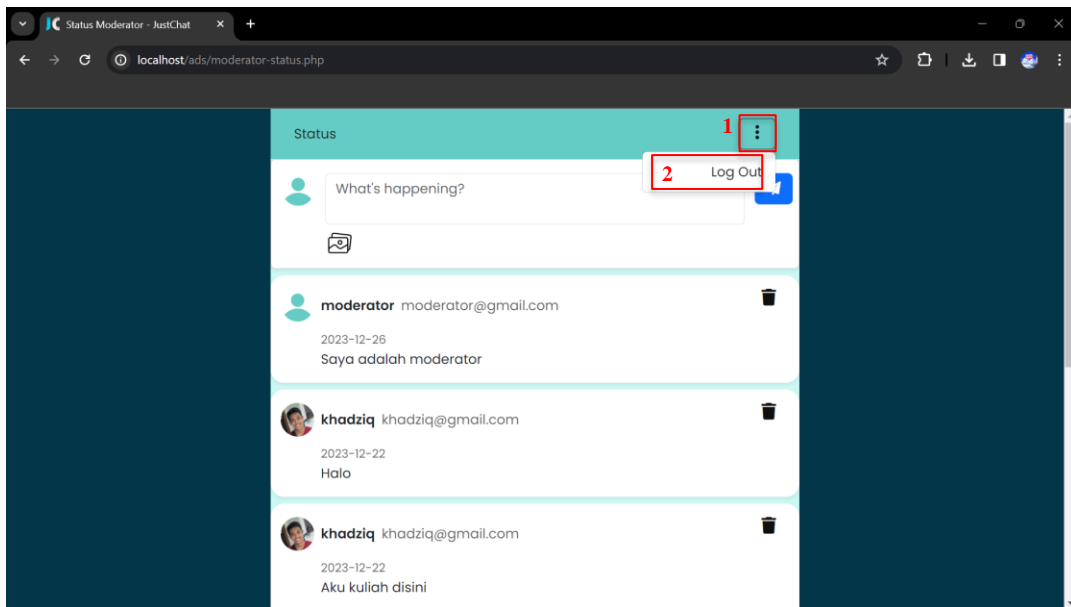 Status Moderator - JustChat
localhost/ads/moderator-status.php
Status
1
2 Log Out
What's happening?
moderator moderator@gmail.com
2023-12-26
Saya adalah moderator
khadziq khadziq@gmail.com
2023-12-22
Halo
khadziq khadziq@gmail.com
2023-12-22
Aku kuliah disini